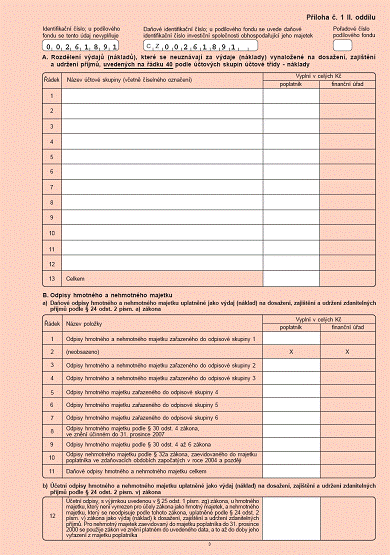 Příloha č. 1 II. oddílu
Identifikační číslo; u podílového fondu se tento údaj nevyplňuje
0 0 2 6 1 8 9 1
Daňové identifikační číslo; u podílového fondu se uvede daňové identifikační číslo investiční společnosti obhospodařující jeho majetek
C Z 0 0 2 6 1 8 9 1
Pořadové číslo podílového fondu
A. Rozdělení výdajů (nákladů), které se neuznávají za výdaje (náklady) vynaložené na dosažení, zajištění
a udržení příjmů, uvedených na řádku 40 podle účtových skupin účtové třídy - náklady
Řádek Název účtové skupiny (včetně číselného označení) Vyplní v celých Kč
poplatník finanční úřad
1
2
3
4
5
6
7
8
9
10
11
12
13 Celkem
B. Odpisy hmotného a nehmotného majetku
a) Daňové odpisy hmotného a nehmotného majetku uplatněné jako výdaj (náklad) na dosažení, zajištění a udržení zdanitelných
příjmů podle § 24 odst. 2 písm. a) zákona
Řádek Název položky Vyplní v celých Kč
poplatník finanční úřad
1 Odpisy hmotného a nehmotného majetku zařazeného do odpisové skupiny 1
2 (neobsazeno) X X
3 Odpisy hmotného a nehmotného majetku zařazeného do odpisové skupiny 2
4 Odpisy hmotného a nehmotného majetku zařazeného do odpisové skupiny 3
5 Odpisy hmotného a nehmotného majetku zařazeného do odpisové skupiny 4
6 Odpisy hmotného a nehmotného majetku zařazeného do odpisové skupiny 5
7 Odpisy hmotného a nehmotného majetku zařazeného do odpisové skupiny 6
8 Odpisy hmotného majetku podle § 30 odst. 4 zákona,
ve znění účinném do 31. prosince 2007
9 Odpisy hmotného majetku podle § 30 odst. 4 až 6 zákona
10 Odpisy nehmotného majetku podle § 32a zákona, zaevidovaného do majetku
poplatníka ve zdaňovacích obdobích započatých v roce 2004 a později
11 Daňové odpisy hmotného a nehmotného majetku celkem
b) Účetní odpisy hmotného a nehmotného majetku uplatněné jako výdaj (náklad) na dosažení, zajištění a udržení zdanitelných
příjmů podle § 24 odst. 2 písm. v) zákona
12 Účetní odpisy, s výjimkou uvedenou v § 25 odst. 1 písm. zg) zákona, u hmotného
majetku, který není vymezen pro účely zákona jako hmotný majetek, a nehmotného
majetku, který se neodpisuje podle tohoto zákona, uplatněné podle § 24 odst. 2
písm. v) zákona jako výdaj (náklad) k dosažení, zajištění a udržení zdanitelných
příjmů. Pro nehmotný majetek zaevidovaný do majetku poplatníka do 31. prosince
2000 se použije zákon ve znění platném do uvedeného data, a to až do doby jeho
vyřazení z majetku poplatníka